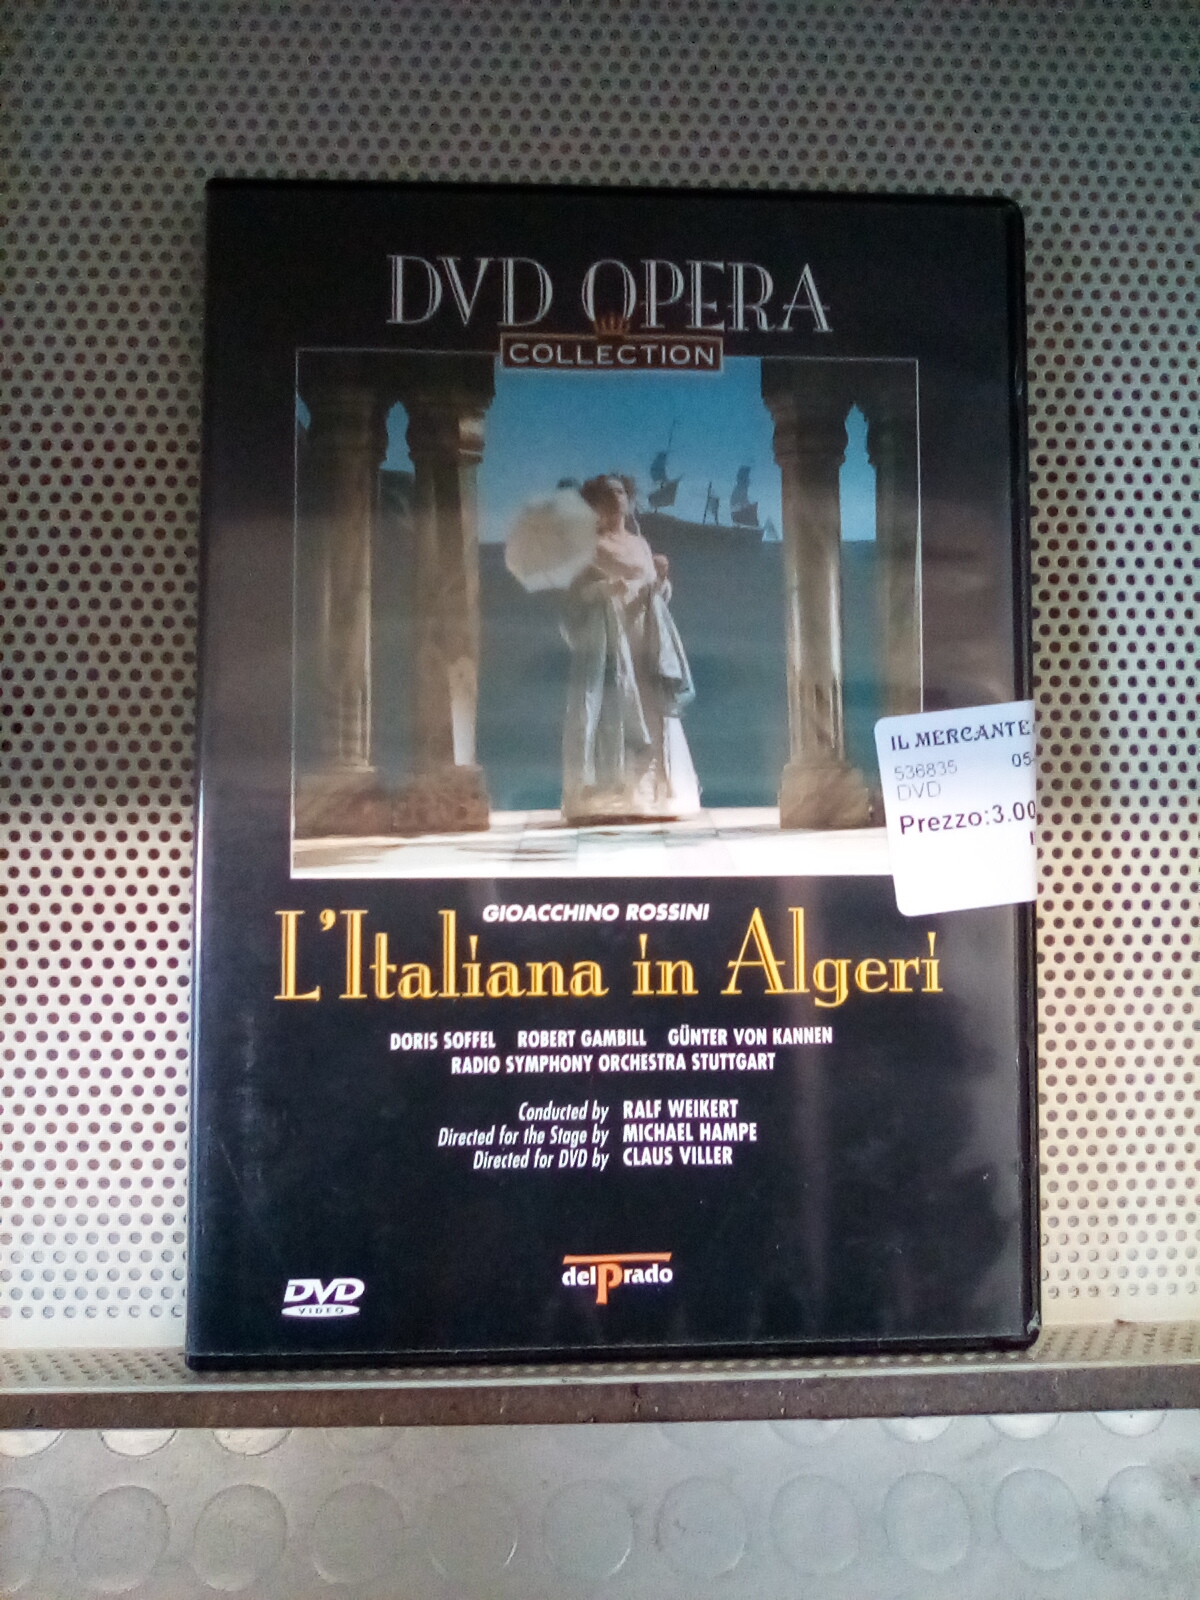 DVD OPERA
COLLECTION
IL MERCANTE
536835 05-
DVD
Prezzo:3.00
GIOACCHINO ROSSINI
L'Italiana in Algeri
DORIS SOFFEL ROBERT GAMBILL GÜNTER VON KANNEN
RADIO SYMPHONY ORCHESTRA STUTTGART
Conducted by RALF WEIKERT
Directed for the Stage by MICHAEL HAMPE
Directed for DVD by CLAUS VILLER
delPrado
DVD
VIDEO